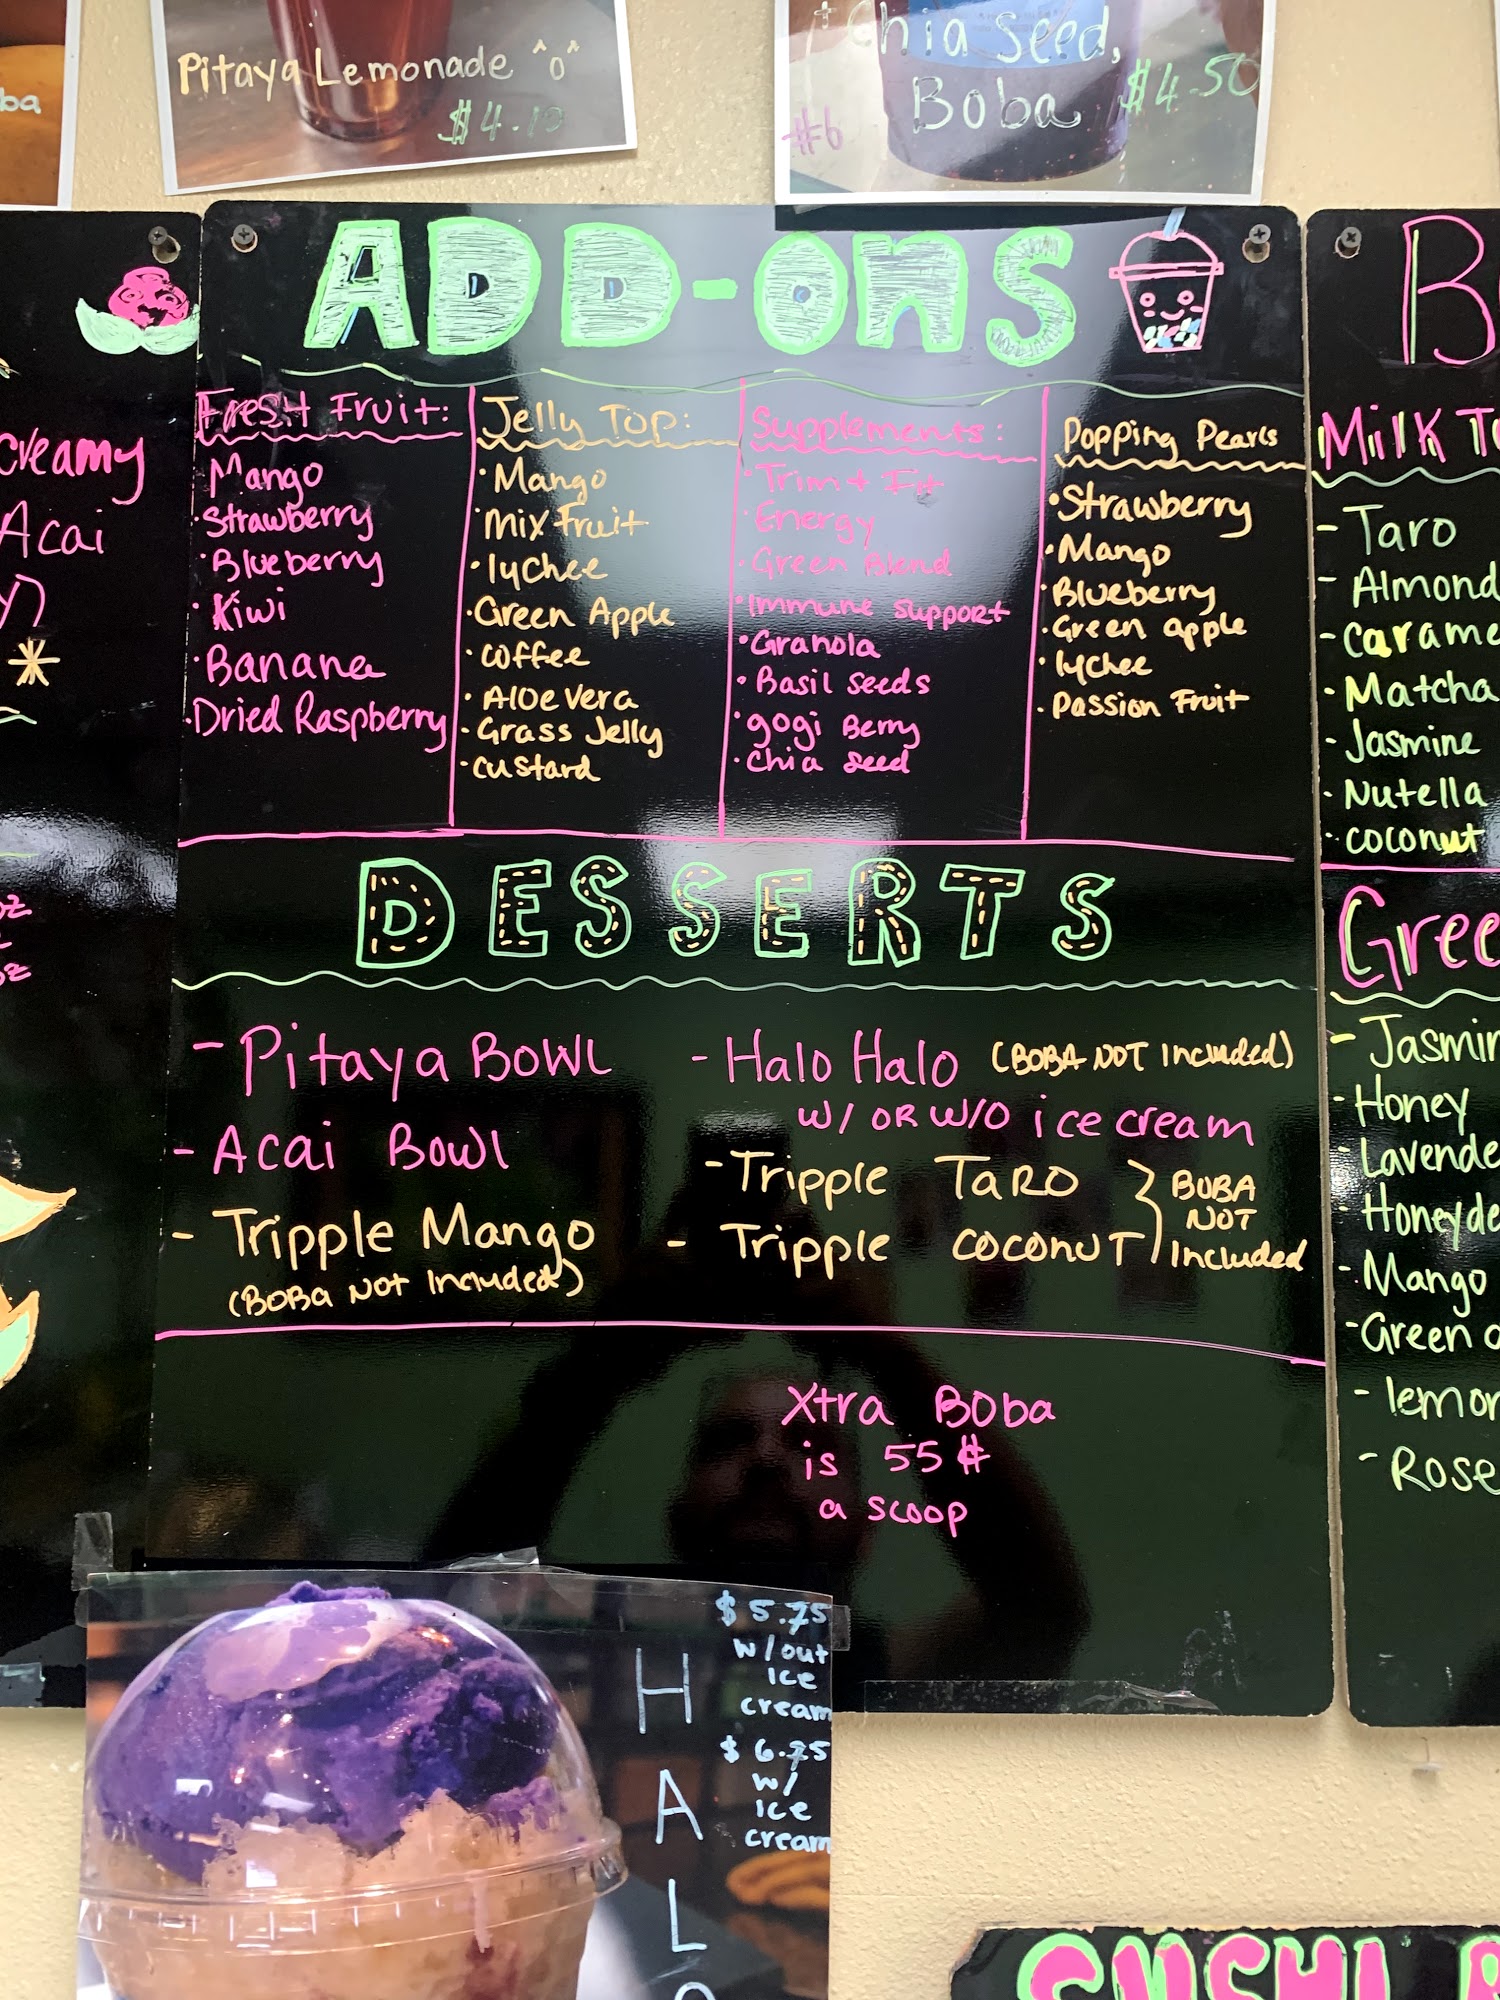 ba
Pitaya Lemonade
$4.
+ Chia Seed,
Boba
$4.50
#6
creamy
Acai
ADD-ONS
Fresh Fruit:
Mango
·Strawberry
·Blueberry
·Kiwi
·Banana
·Dried Raspberry
Jelly Top:
·Mango
·Mix Fruit
·lychee
·Green Apple
·coffee
·Aloe vera
·Grass Jelly
·custard
Supplements:
·Trim + Fit
·Energy
·Green Blend
·Immune support
·Granola
·Basil seeds
·gogi Berry
·chia seed
Popping Pearls
·Strawberry
·Mango
·Blueberry
·Green apple
·lychee
·Passion Fruit
DESSERTS
- Pitaya Bowl
- Acai Bowl
- Tripple Mango
(BOBA NOT Included)
- Halo Halo (BOBA NOT Included)
w/ OR w/o ice cream
- Tripple TARO
- Tripple COCONUT
BOBA
NOT
Included
Xtra BOba
is 55¢
a scoop
B
Milk T
- Taro
- Almond
- carame
- Matcha
- Jasmine
- Nutella
- coconut
Gree
- Jasmin
- Honey
- Lavende
- Honeyde
- Mango
- Green
- lemon
- Rose
$5.75
w/out
ice
cream
$6.75
w/
ice
cream
HALO
SUSHI